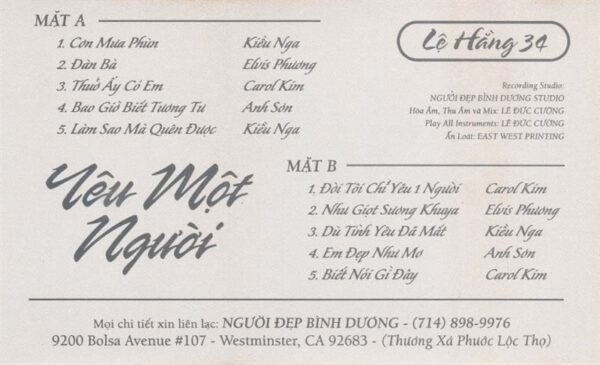 MẶT A
1. Cơn Mưa Phùn Kiều Nga
2. Đàn Bà Elvis Phương
3. Thuở Ấy Có Em Carol Kim
4. Bao Giờ Biết Tương Tư Anh Sơn
5. Làm Sao Mà Quên Được Kiều Nga
Lệ Hằng 34
Recording Studio:
NGƯỜI ĐẸP BÌNH DƯƠNG STUDIO
Hòa Âm, Thu Âm và Mix: LÊ ĐỨC CƯỜNG
Play All Instruments: LÊ ĐỨC CƯỜNG
Ấn Loát: EAST WEST PRINTING
Yêu Một
Người
MẶT B
1. Đời Tôi Chỉ Yêu 1 Người Carol Kim
2. Như Giọt Sương Khuya Elvis Phương
3. Dù Tình Yêu Đã Mất Kiều Nga
4. Em Đẹp Như Mơ Anh Sơn
5. Biết Nói Gì Đây Carol Kim
Mọi chi tiết xin liên lạc: NGƯỜI ĐẸP BÌNH DƯƠNG - (714) 898-9976
9200 Bolsa Avenue #107 - Westminster, CA 92683 - (Thương Xá Phước Lộc Thọ)